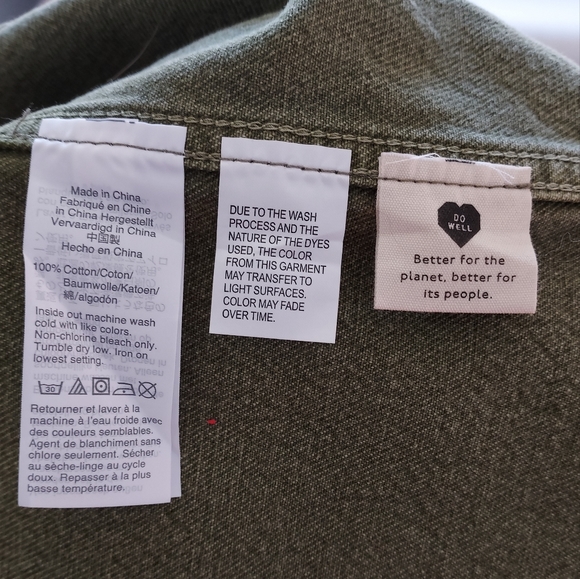 Made in China
Fabriqué en Chine
in China Hergestellt
Vervaardigd in China
中国製
Hecho en China
100% Cotton/Coton/
Baumwolle/Katoen/
綿/algodón
Inside out machine wash
cold with like colors.
Non-chlorine bleach only.
Tumble dry low. Iron on
lowest setting.
30
Retourner et laver à la
machine à l'eau froide avec
des couleurs semblables.
Agent de blanchiment sans
chlore seulement. Sécher
au sèche-linge au cycle
doux. Repasser à la plus
basse température.
DUE TO THE WASH
PROCESS AND THE
NATURE OF THE DYES
USED, THE COLOR
FROM THIS GARMENT
MAY TRANSFER TO
LIGHT SURFACES.
COLOR MAY FADE
OVER TIME.
DO
WELL
Better for the
planet, better for
its people.